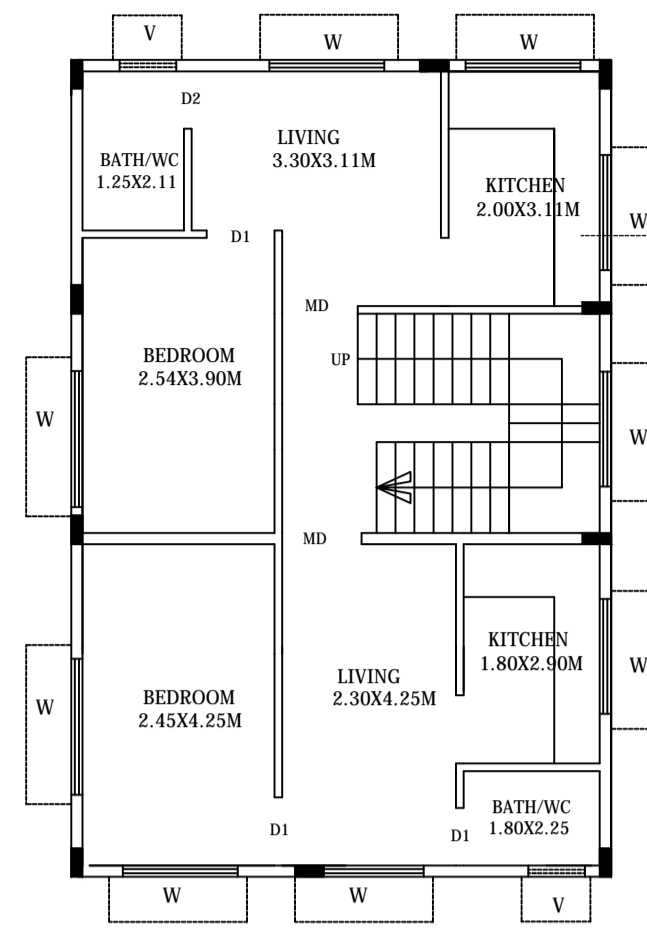 V
W
W
D2
LIVING
3.30X3.11M
BATH/WC
1.25X2.11
KITCHEN
2.00X3.11M
W
D1
MD
BEDROOM
2.54X3.90M
UP
W
W
MD
KITCHEN
1.80X2.90M
W
LIVING
2.30X4.25M
BEDROOM
2.45X4.25M
W
BATH/WC
1.80X2.25
D1
D1
W
W
V